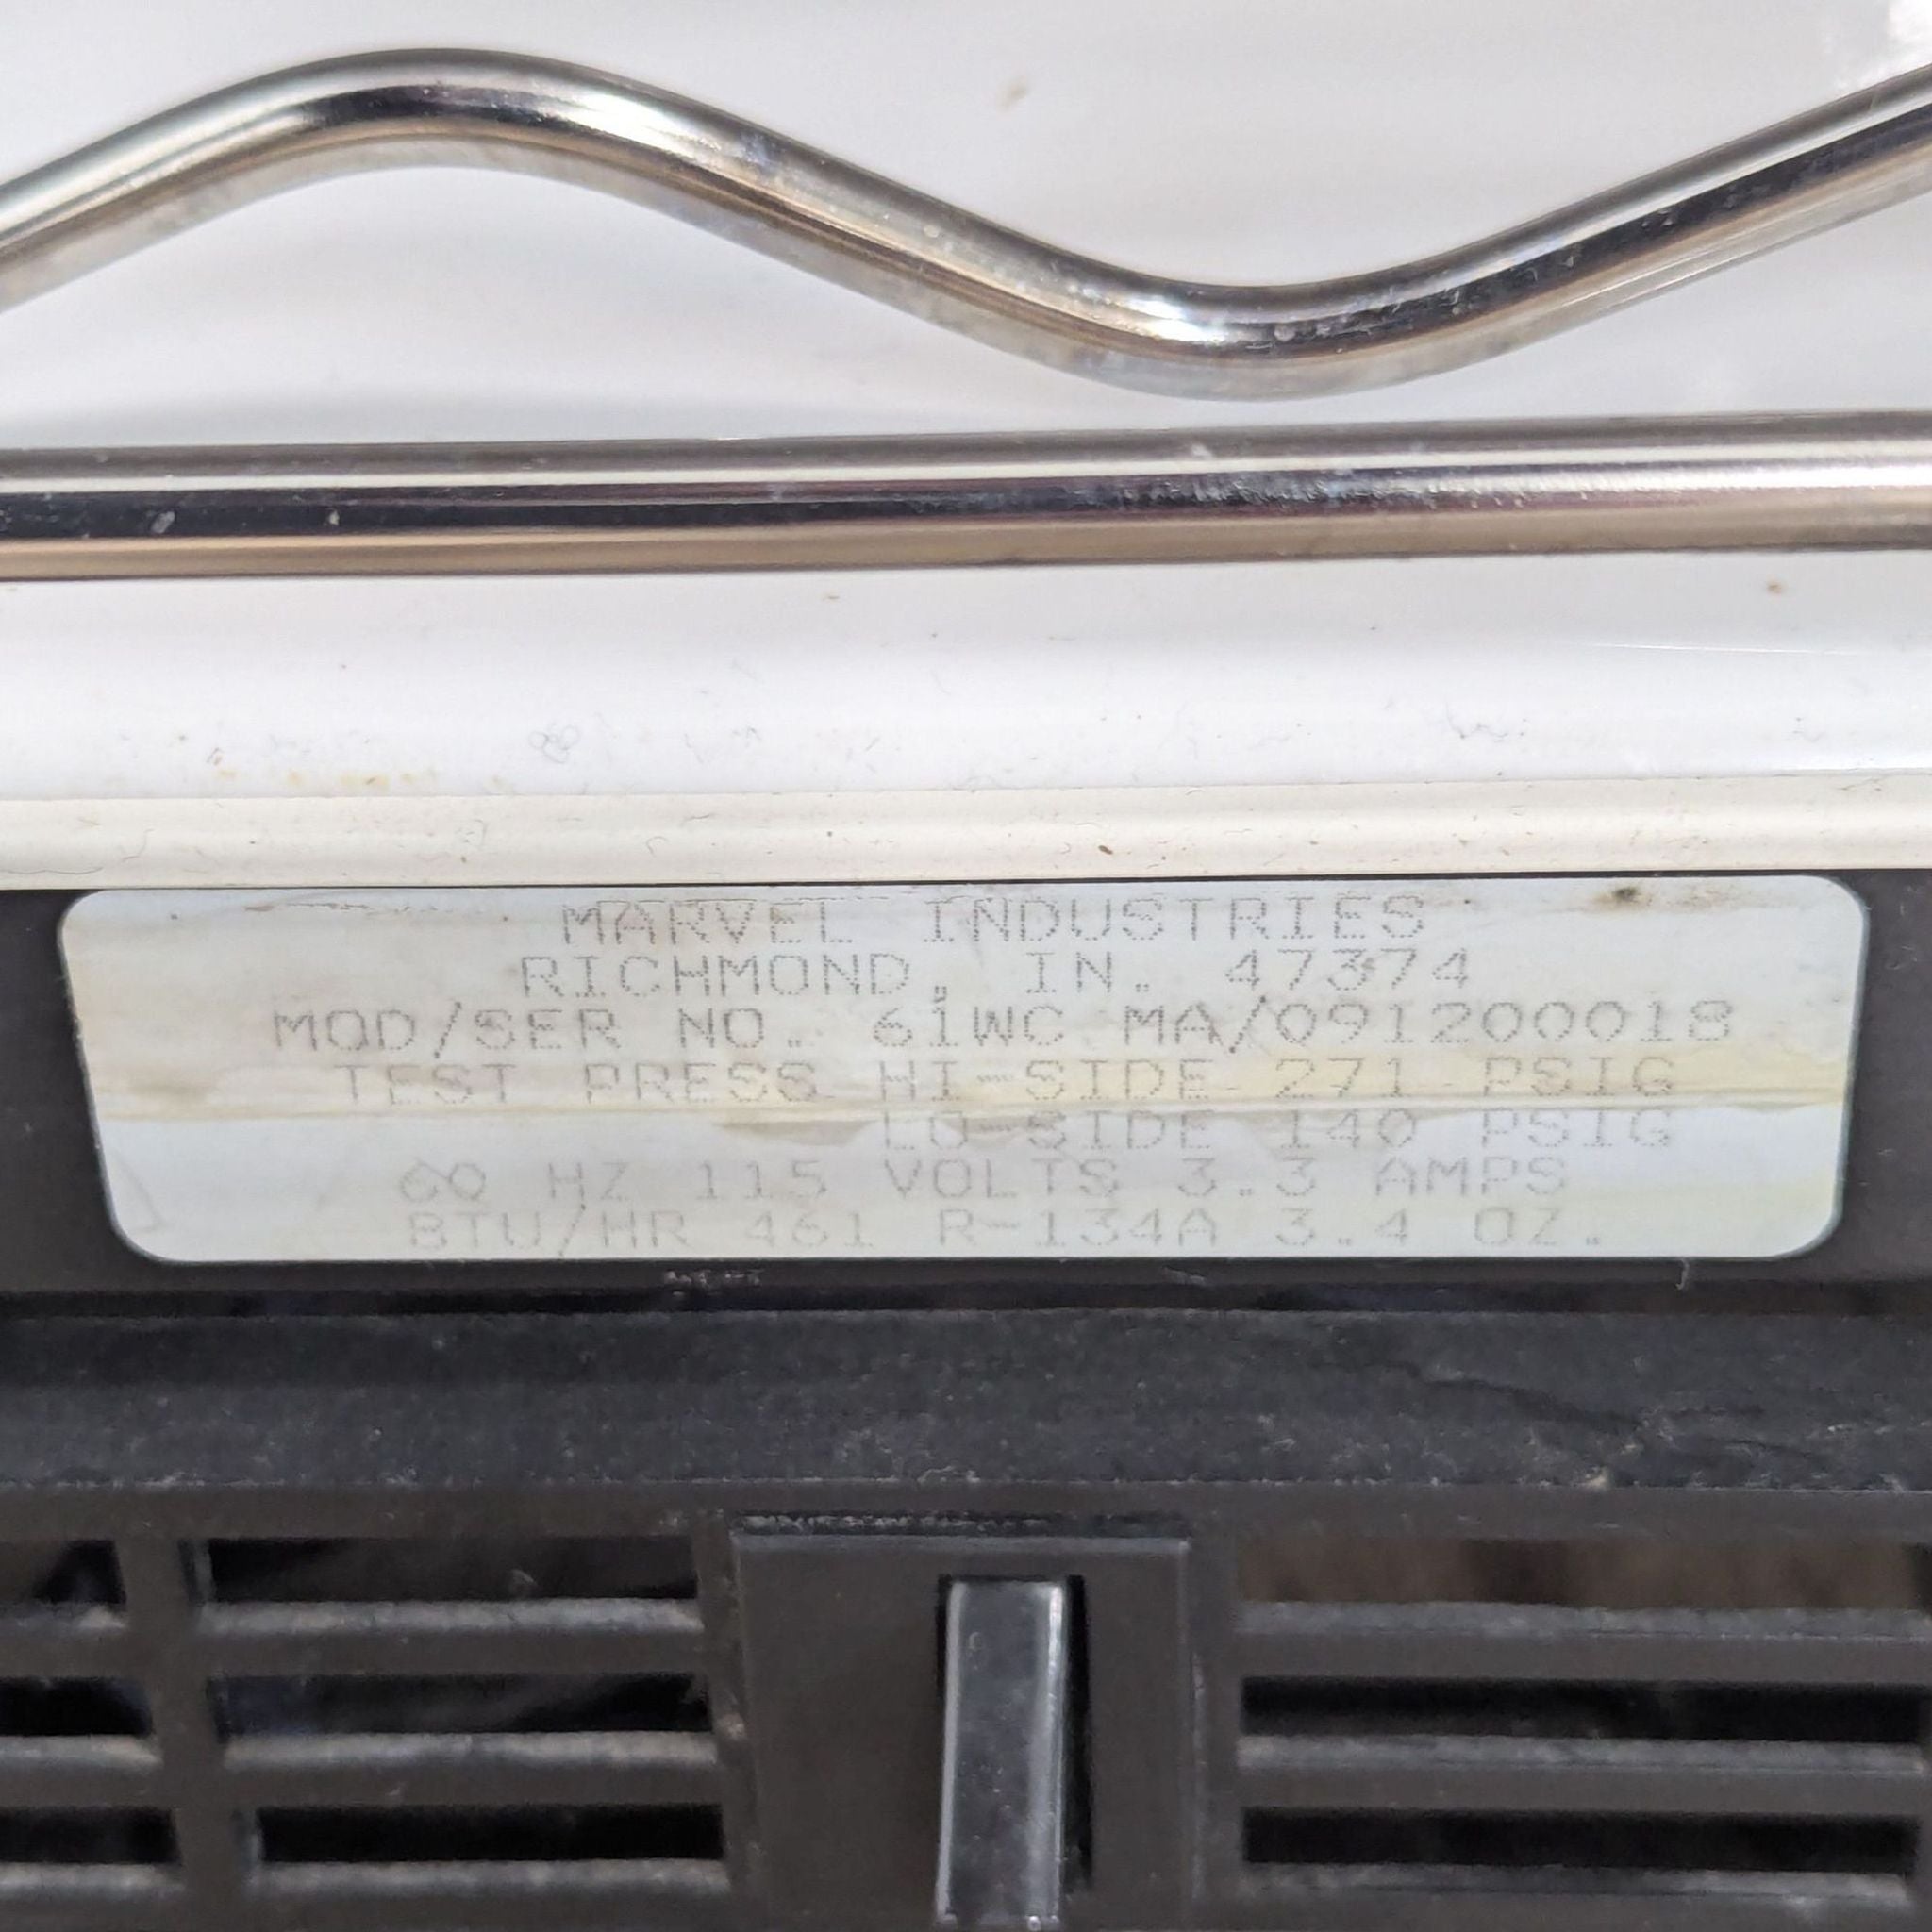 MARVEL INDUSTRIES
RICHMOND, IN. 47374
MOD/SER NO. 61WC MA/091200018
TEST PRESS HI-SIDE 271 PSIG
LO-SIDE 140 PSIG
60 HZ 115 VOLTS 3.3 AMPS
BTU/HR 461 R-134A 3.4 OZ.